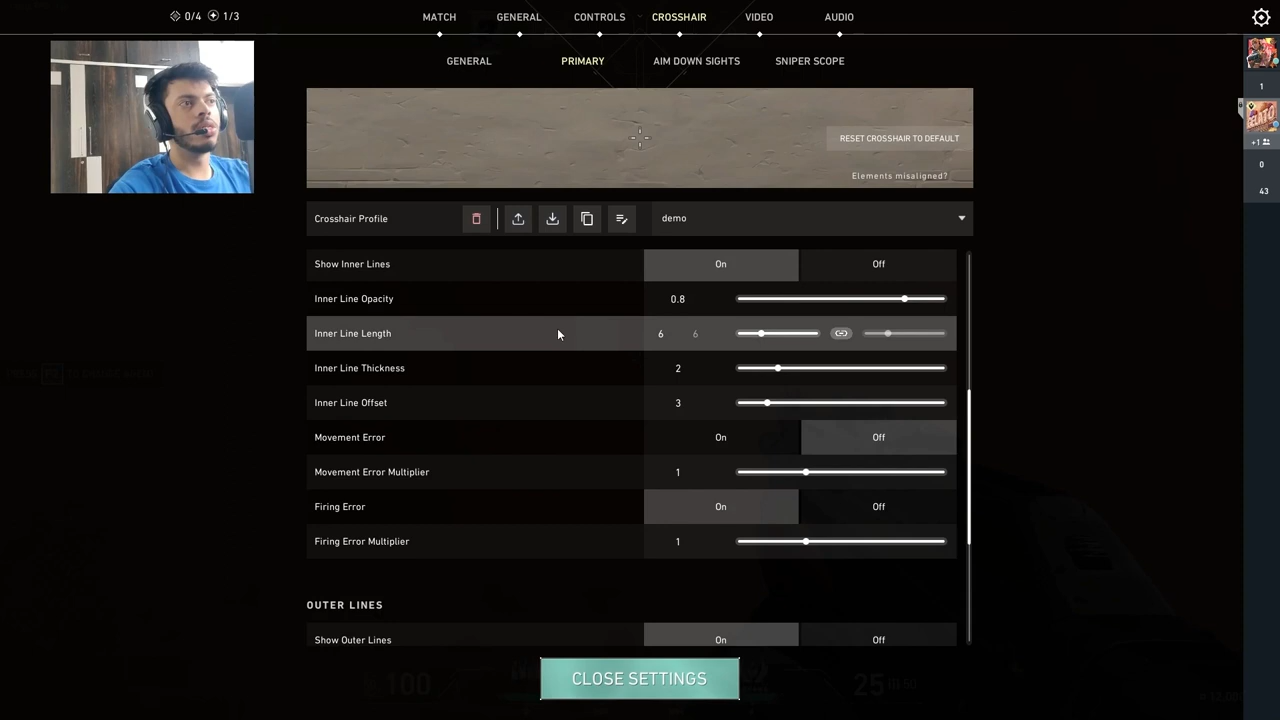 0/4 1/3
MATCH GENERAL CONTROLS CROSSHAIR VIDEO AUDIO
GENERAL PRIMARY AIM DOWN SIGHTS SNIPER SCOPE
RESET CROSSHAIR TO DEFAULT
Elements misaligned?
Crosshair Profile demo
Show Inner Lines On Off
Inner Line Opacity 0.8
Inner Line Length 6 6
Inner Line Thickness 2
Inner Line Offset 3
Movement Error On Off
Movement Error Multiplier 1
Firing Error On Off
Firing Error Multiplier 1
OUTER LINES
Show Outer Lines On Off
CLOSE SETTINGS
100
25
1
GELATO
+1
0
43